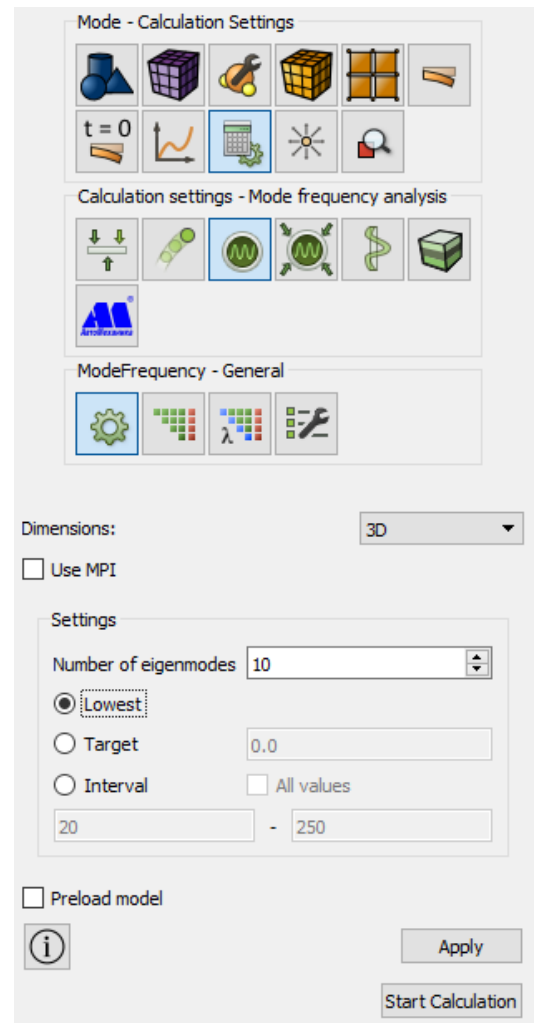 Mode - Calculation Settings
t = 0
Calculation settings - Mode frequency analysis
ModeFrequency - General
λ
Dimensions: 3D
Use MPI
Settings
Number of eigenmodes 10
Lowest
Target 0.0
Interval All values
20 - 250
Preload model
i Apply
Start Calculation